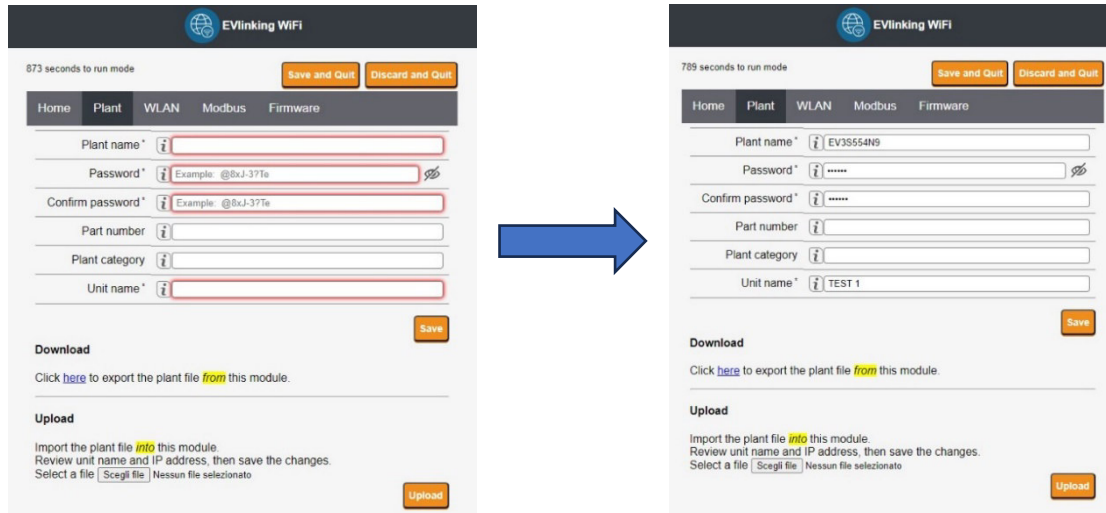 EVlinking WiFi
873 seconds to run mode
Save and Quit Discard and Quit
Home Plant WLAN Modbus Firmware
Plant name*
Password* Example: @8xJ-3?Te
Confirm password* Example: @8xJ-3?Te
Part number
Plant category
Unit name*
Save
Download
Click here to export the plant file from this module.
Upload
Import the plant file into this module.
Review unit name and IP address, then save the changes.
Select a file Scegli file Nessun file selezionato
Upload
EVlinking WiFi
789 seconds to run mode
Save and Quit Discard and Quit
Home Plant WLAN Modbus Firmware
Plant name* EV3S554N9
Password* ••••••
Confirm password* ••••••
Part number
Plant category
Unit name* TEST 1
Save
Download
Click here to export the plant file from this module.
Upload
Import the plant file into this module.
Review unit name and IP address, then save the changes.
Select a file Scegli file Nessun file selezionato
Upload